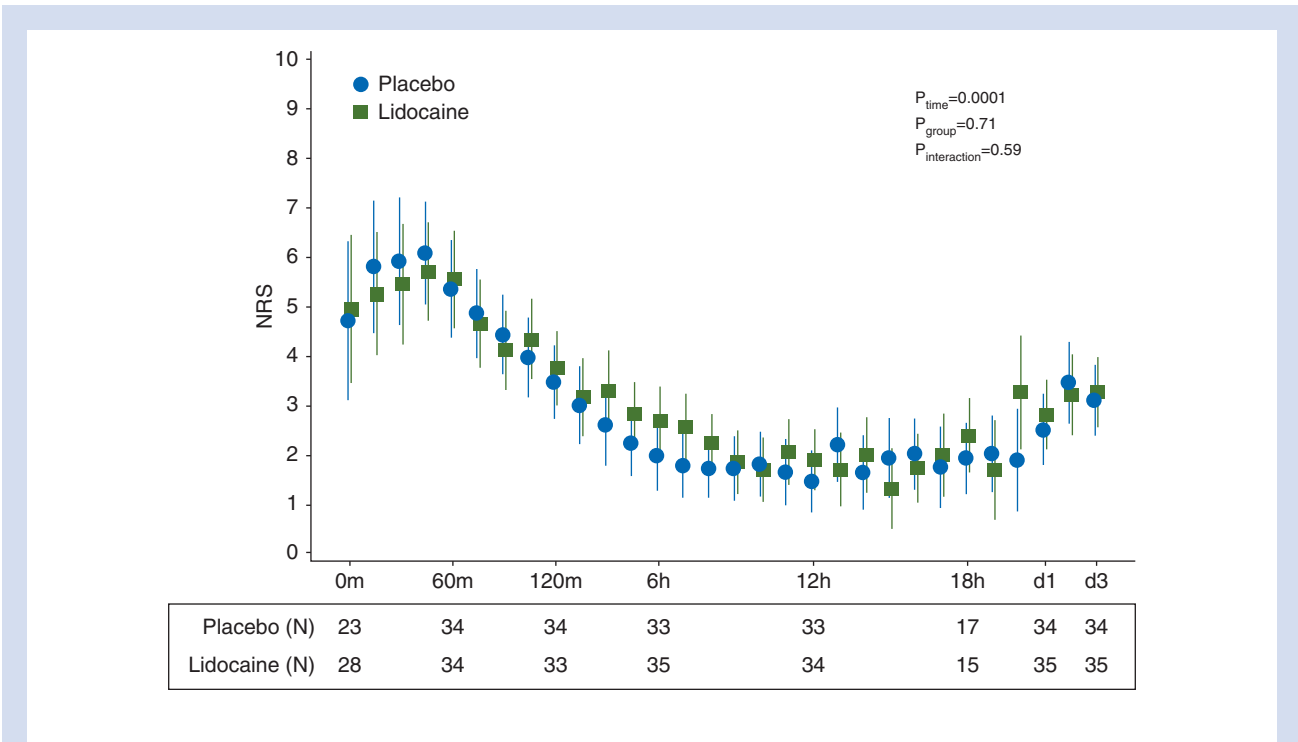 10
9
8
7
6
5
4
3
2
1
0
NRS
Placebo
Lidocaine
Ptime=0.0001
Pgroup=0.71
Pinteraction=0.59
0m 60m 120m 6h 12h 18h d1 d3
Placebo (N) 23 34 34 33 33 17 34 34
Lidocaine (N) 28 34 33 35 34 15 35 35